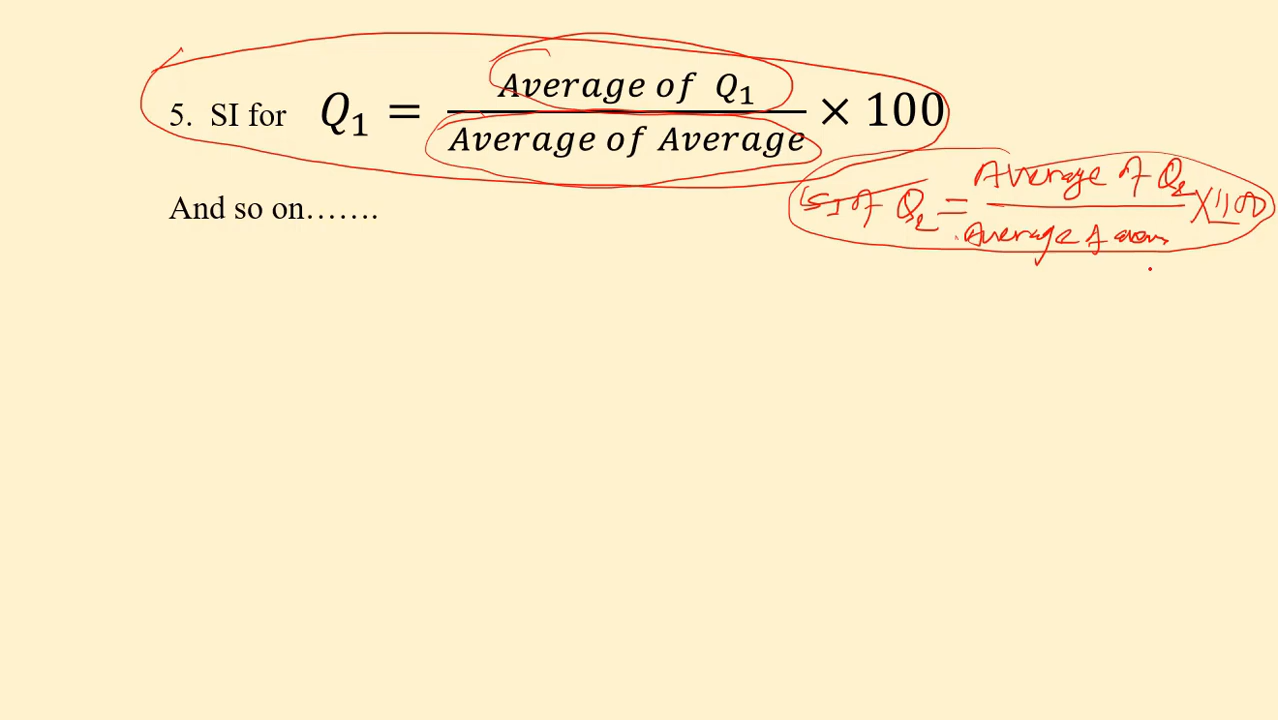 5. SI for Q₁ = Average of Q₁ / Average of Average × 100
SI of Q₂ = Average of Q₂ / Average of × 100
And so on.......